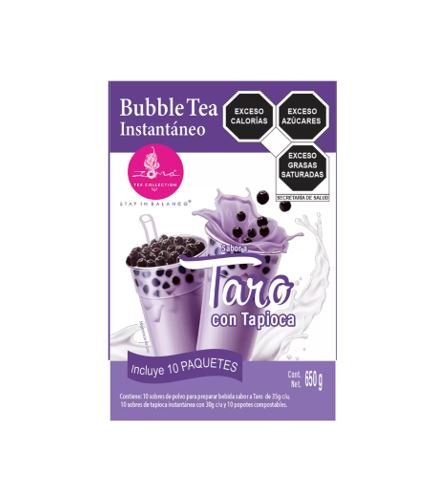 Bubble Tea
Instantáneo
EXCESO
CALORÍAS
EXCESO
AZÚCARES
EXCESO
GRASAS
SATURADAS
SECRETARÍA DE SALUD
TEA COLLECTION
STAY IN BALANCE®
Sabor a
Taro
con Tapioca
incluye 10 PAQUETES
Cont.
Net. 650 g
Contiene: 10 sobres de polvo para preparar bebida sabor a Taro de 35g c/u.
10 sobres de tapioca instantánea con 30g c/u y 10 popotes compostables.